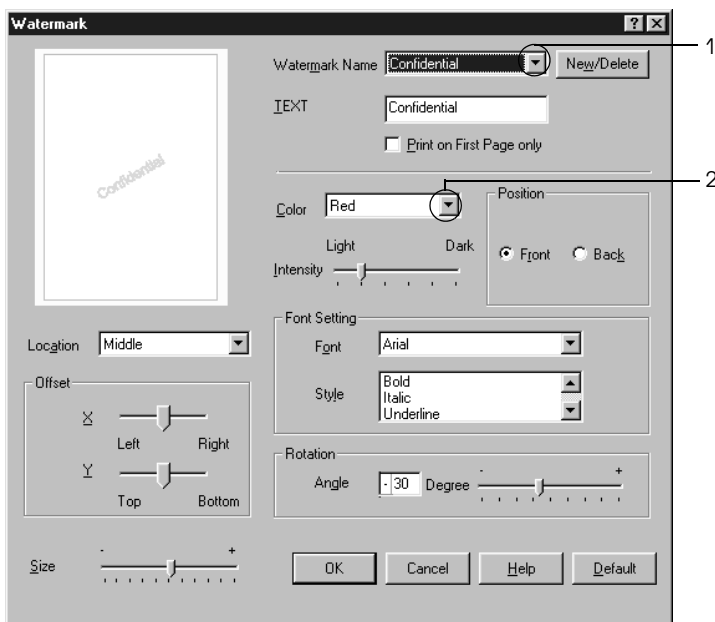 Watermark
1
Watermark Name Confidential New/Delete
TEXT Confidential
Print on First Page only
Confidential
2
Color Red
Position
Light Dark
Front Back
Intensity
Font Setting
Location Middle
Font Arial
Offset
Style Bold
Italic
Underline
X
Left Right
Rotation
Y
Angle - 30 Degree - +
Top Bottom
Size - +
OK Cancel Help Default